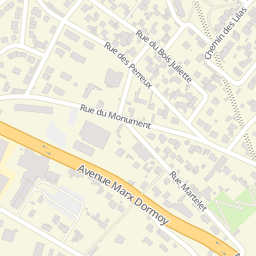 Rue du Bois Juliette
Chemin des Lilas
Rue des Perreux
Rue du Monument
Avenue Marx Dormoy
Rue Martelet